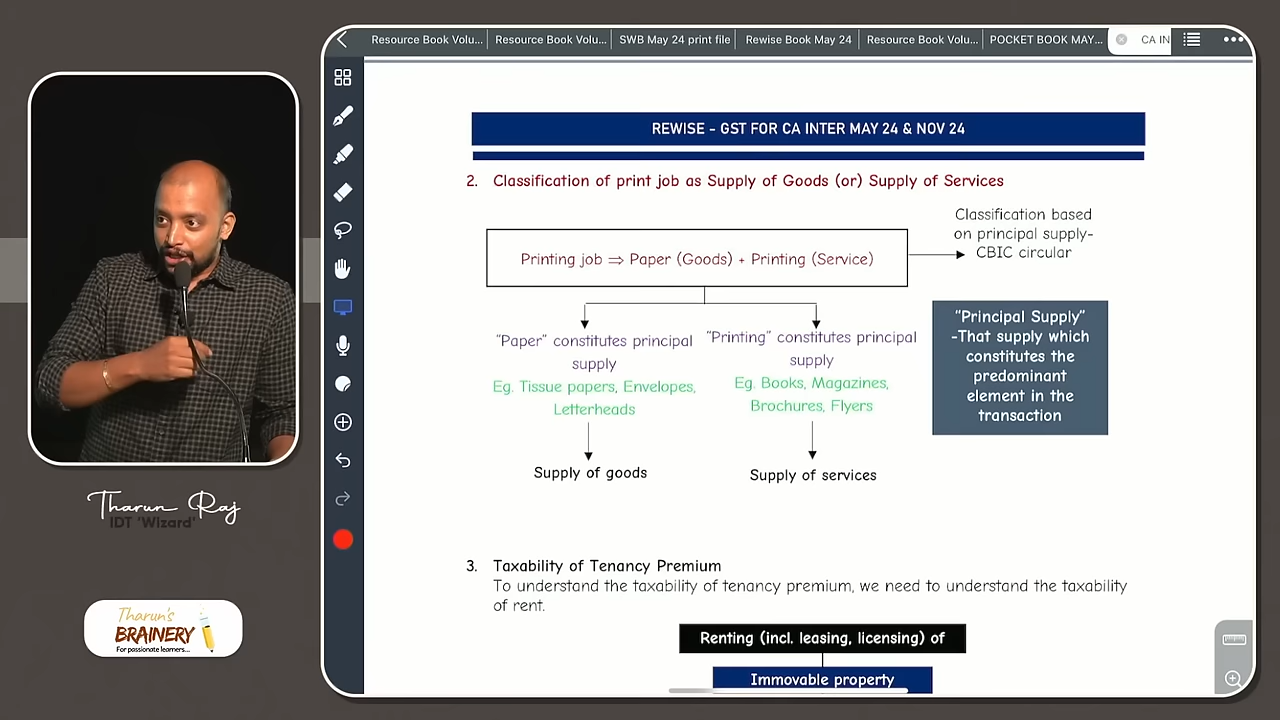 Resource Book Volu...
Resource Book Volu...
SWB May 24 print file
Rewise Book May 24
Resource Book Volu...
POCKET BOOK MAY...
CA IN
REWISE - GST FOR CA INTER MAY 24 & NOV 24
2. Classification of print job as Supply of Goods (or) Supply of Services
Classification based
on principal supply-
CBIC circular
Printing job ⇒ Paper (Goods) + Printing (Service)
"Paper" constitutes principal
supply
Eg. Tissue papers, Envelopes,
Letterheads
Supply of goods
"Printing" constitutes principal
supply
Eg. Books, Magazines,
Brochures, Flyers
Supply of services
"Principal Supply"
-That supply which
constitutes the
predominant
element in the
transaction
3. Taxability of Tenancy Premium
To understand the taxability of tenancy premium, we need to understand the taxability
of rent.
Renting (incl. leasing, licensing) of
Immovable property
Tharun Raj
IDT 'Wizard'
Tharun's
BRAINERY
For passionate learners...